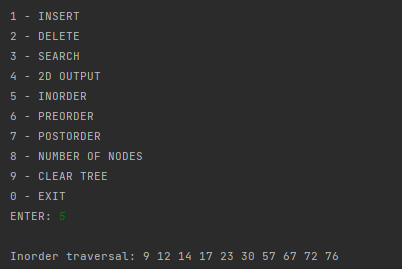 1 - INSERT
2 - DELETE
3 - SEARCH
4 - 2D OUTPUT
5 - INORDER
6 - PREORDER
7 - POSTORDER
8 - NUMBER OF NODES
9 - CLEAR TREE
0 - EXIT
ENTER: 5
Inorder traversal: 9 12 14 17 23 30 57 67 72 76